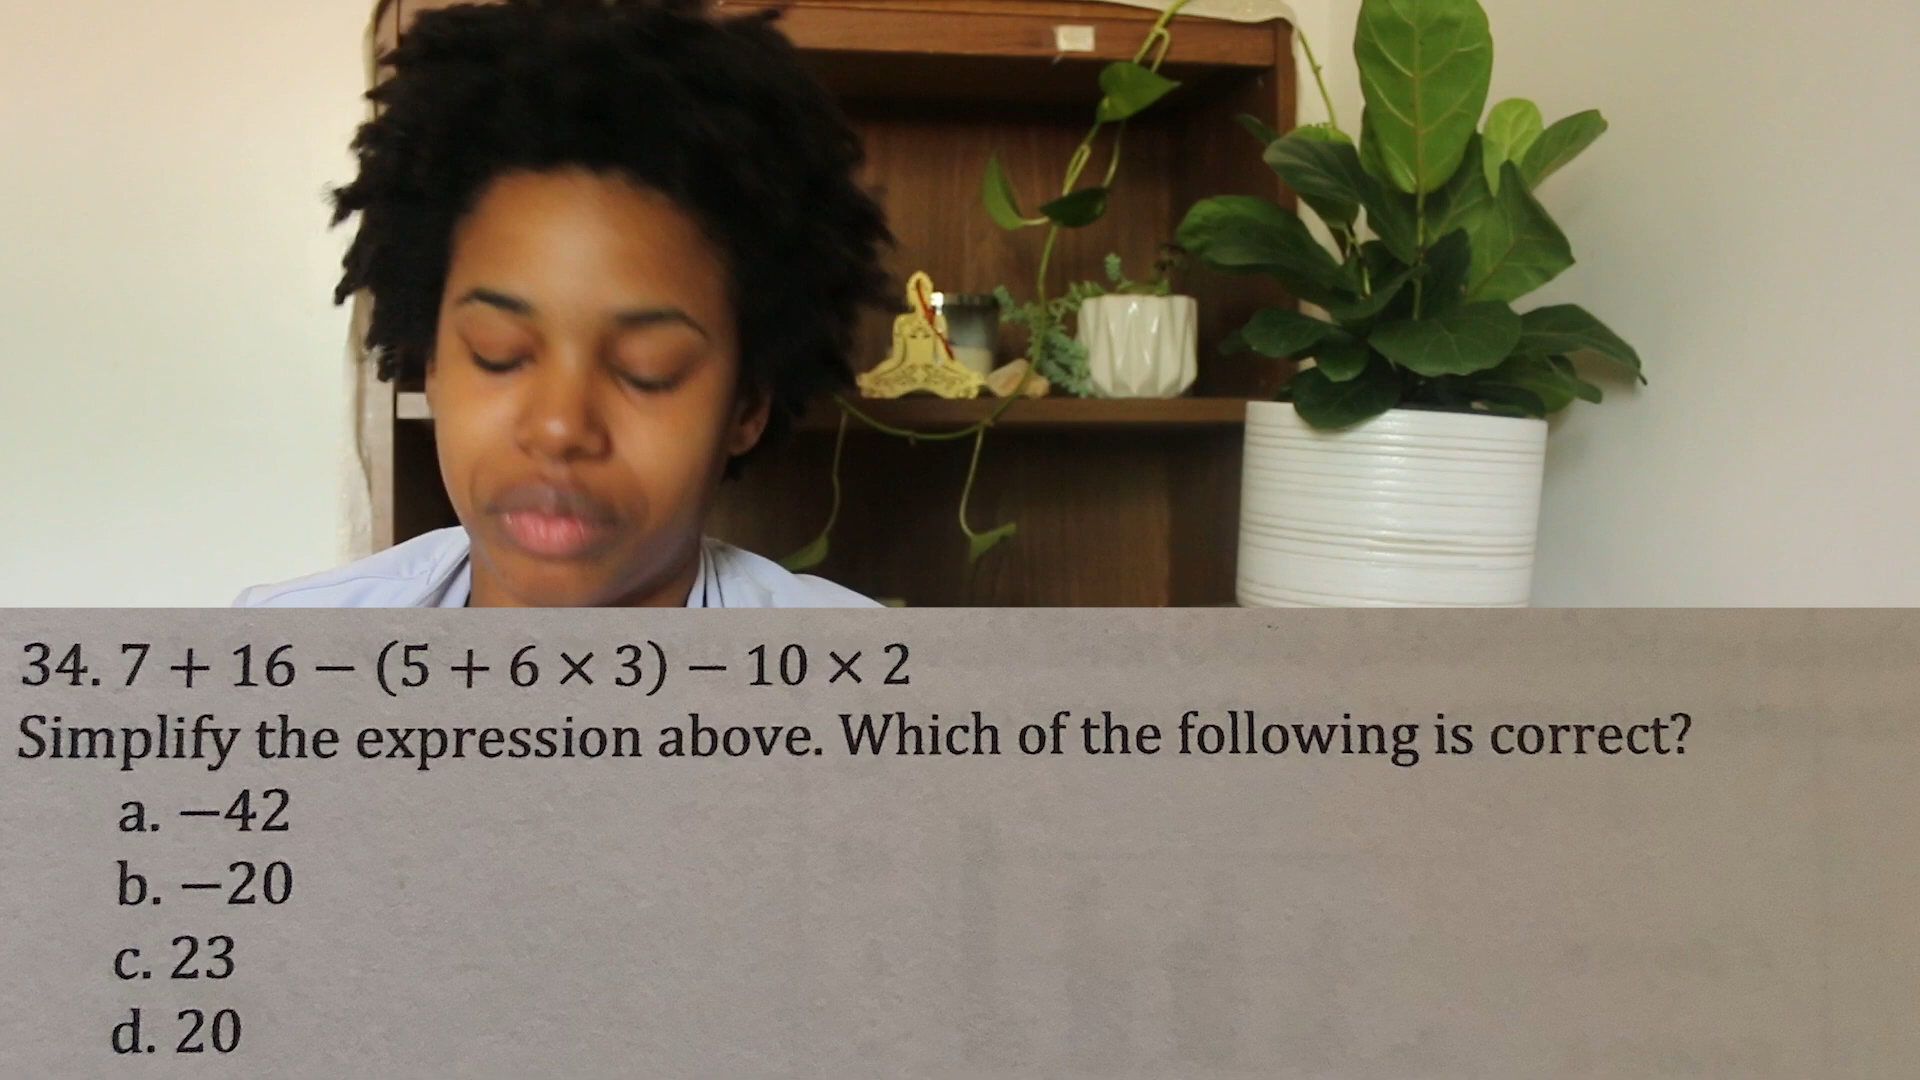 34. 7 + 16 − (5 + 6 × 3) − 10 × 2
Simplify the expression above. Which of the following is correct?
a. −42
b. −20
c. 23
d. 20